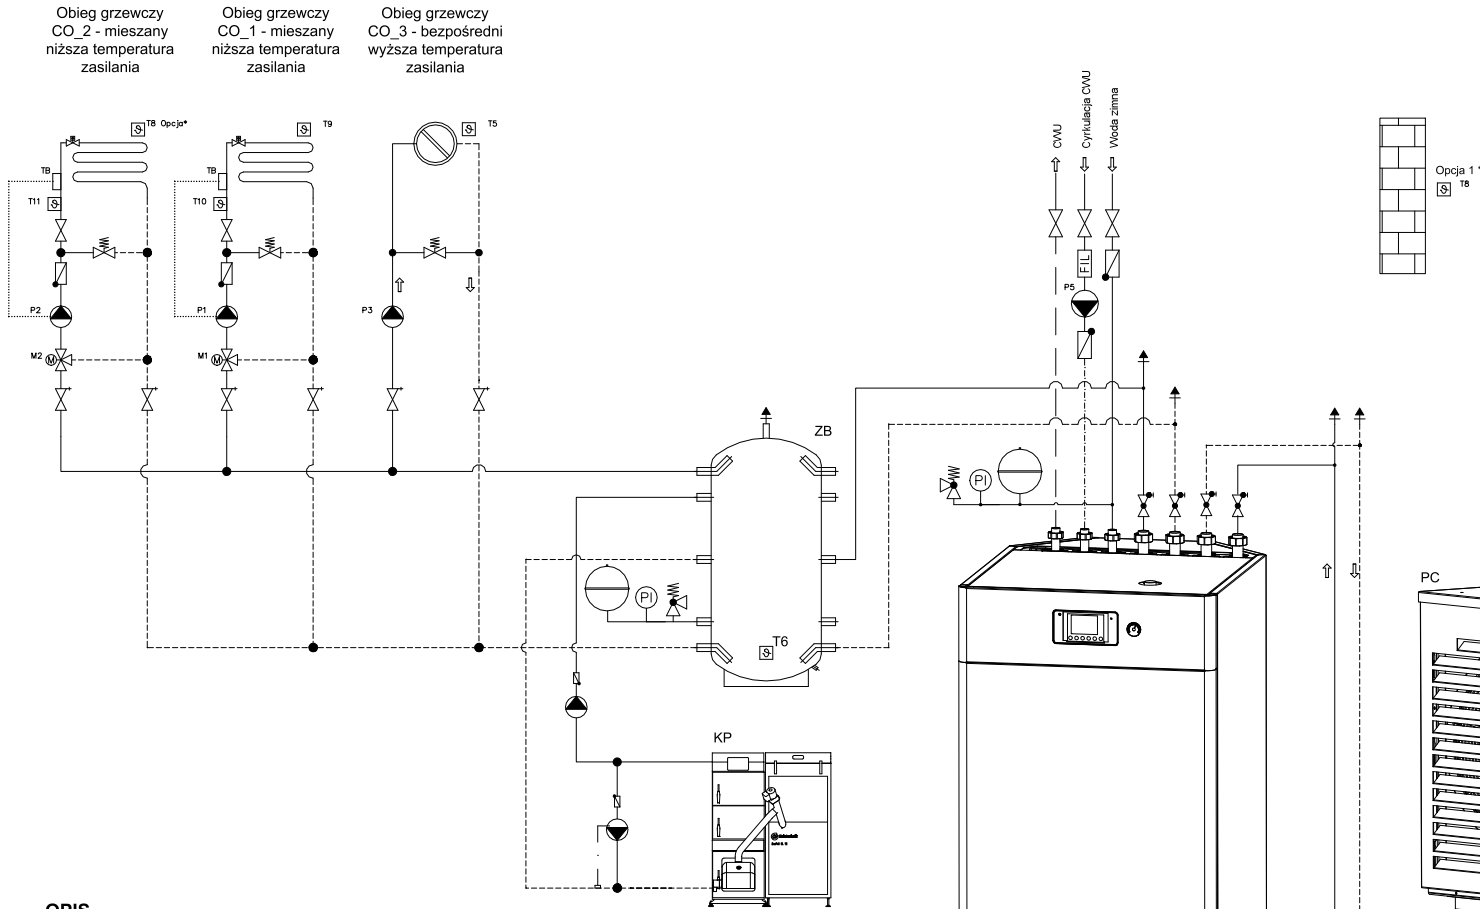 Obieg grzewczy
CO_2 - mieszany
niższa temperatura
zasilania
Obieg grzewczy
CO_1 - mieszany
niższa temperatura
zasilania
Obieg grzewczy
CO_3 - bezpośredni
wyższa temperatura
zasilania
CWU
Cyrkulacja CWU
Woda zimna
T8 Opcja*
T9
T5
TB
TB
T11
T10
Opcja 1 *
T8
FIL
P5
P2
P1
P3
M2
M
M1
M
ZB
PI
PI
T6
PC
KP
OPIS